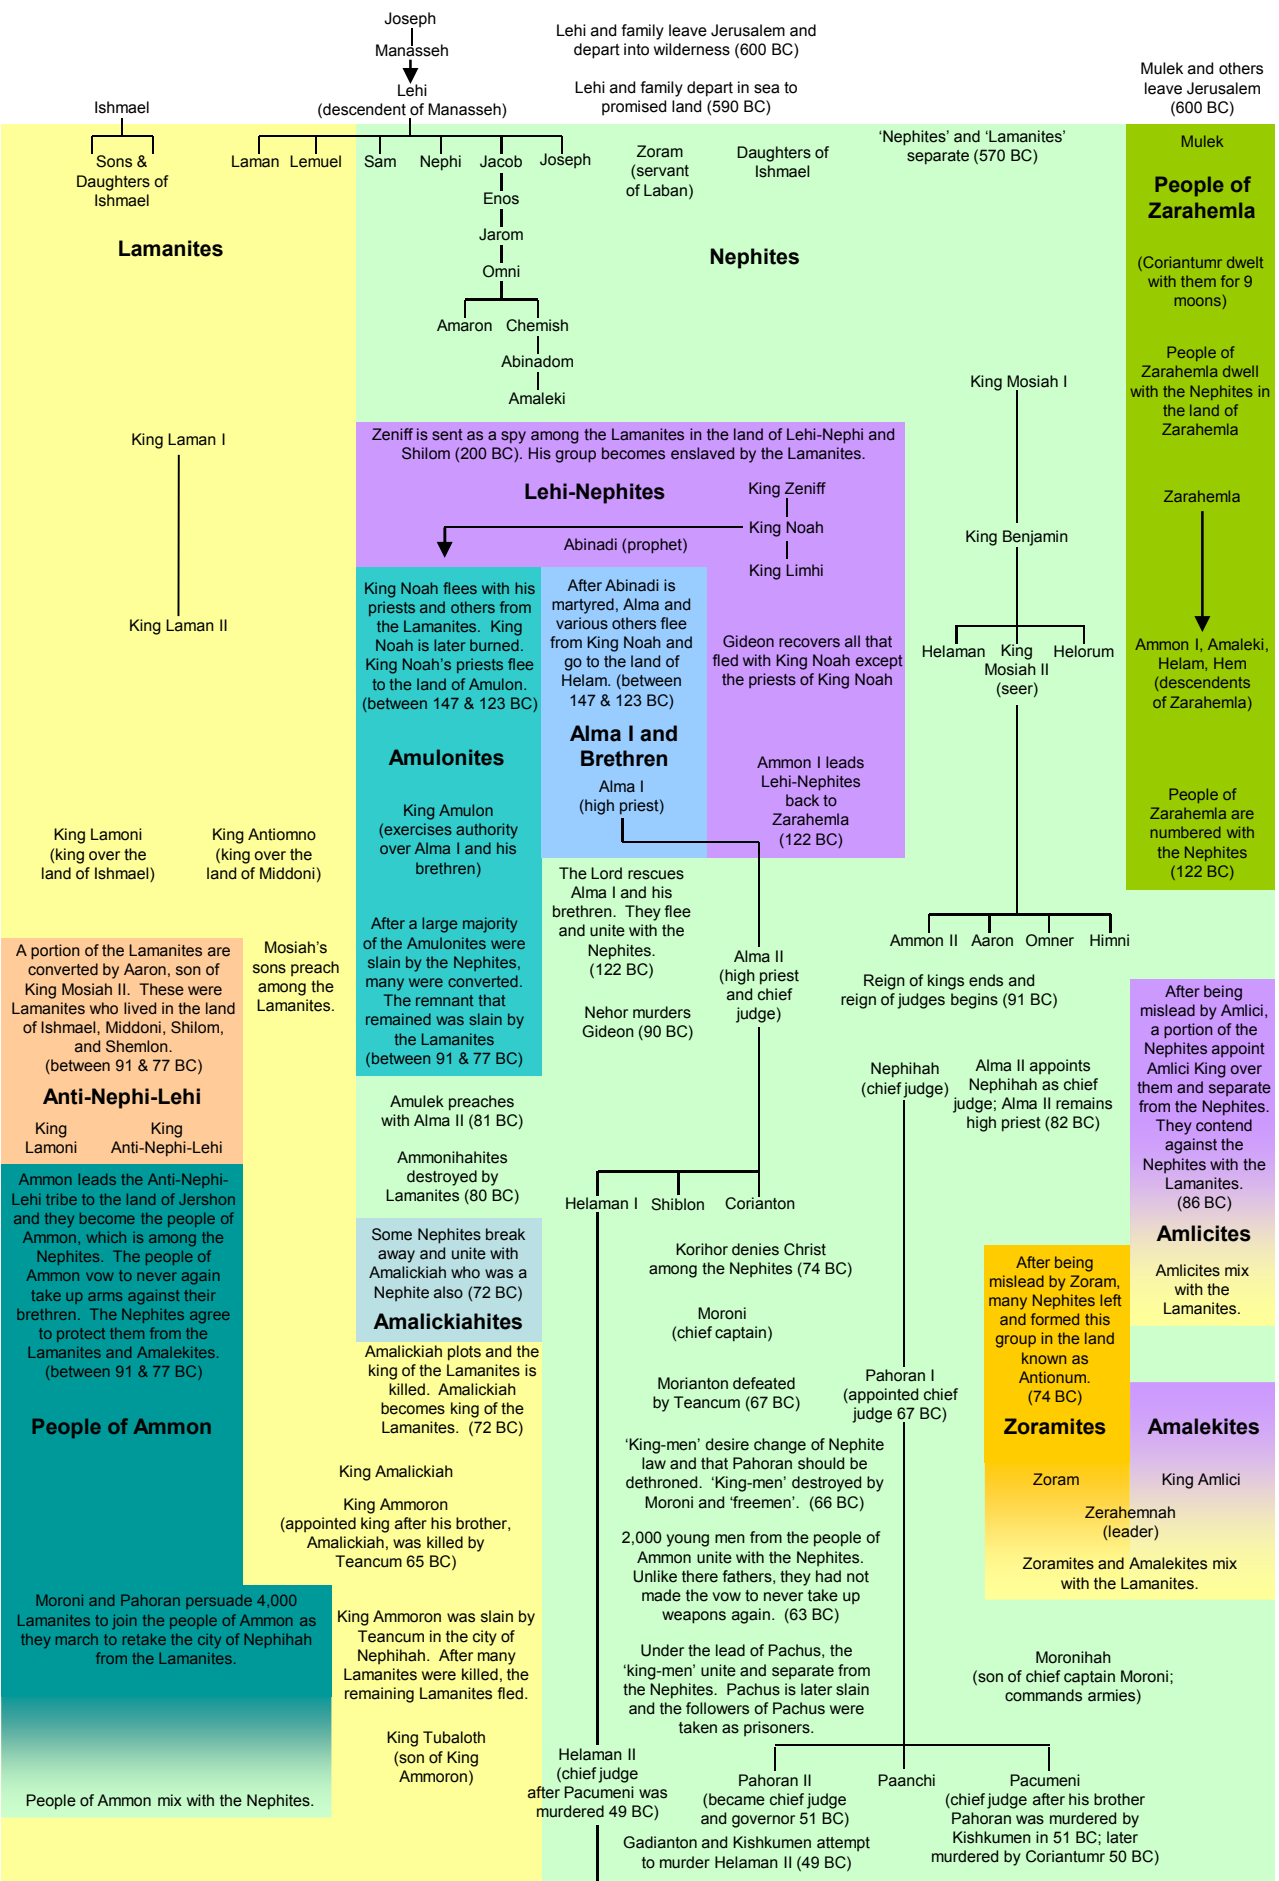 Joseph
Manasseh
Lehi
(descendent of Manasseh)
Lehi and family leave Jerusalem and
depart into wilderness (600 BC)
Lehi and family depart in sea to
promised land (590 BC)
Mulek and others
leave Jerusalem
(600 BC)
Ishmael
Sons &
Daughters of
Ishmael
Laman
Lemuel
Sam
Nephi
Jacob
Joseph
Zoram
(servant
of Laban)
Daughters of
Ishmael
‘Nephites’ and ‘Lamanites’
separate (570 BC)
Mulek
People of
Zarahemla
Enos
Jarom
Omni
Lamanites
Nephites
(Coriantumr dwelt
with them for 9
moons)
Amaron
Chemish
Abinadom
Amaleki
King Mosiah I
People of
Zarahemla dwell
with the Nephites in
the land of
Zarahemla
King Laman I
Zeniff is sent as a spy among the Lamanites in the land of Lehi-Nephi and
Shilom (200 BC). His group becomes enslaved by the Lamanites.
Lehi-Nephites
King Zeniff
King Noah
Abinadi (prophet)
King Limhi
Zarahemla
King Benjamin
King Laman II
King Noah flees with his
priests and others from
the Lamanites. King
Noah is later burned.
King Noah’s priests flee
to the land of Amulon.
(between 147 & 123 BC)
After Abinadi is
martyred, Alma and
various others flee
from King Noah and
go to the land of
Helam. (between
147 & 123 BC)
Gideon recovers all that
fled with King Noah except
the priests of King Noah
Helaman
King
Mosiah II
(seer)
Helorum
Ammon I, Amaleki,
Helam, Hem
(descendents
of Zarahemla)
Amulonites
Alma I and
Brethren
Alma I
(high priest)
Ammon I leads
Lehi-Nephites
back to
Zarahemla
(122 BC)
King Amulon
(exercises authority
over Alma I and his
brethren)
People of
Zarahemla are
numbered with
the Nephites
(122 BC)
King Lamoni
(king over the
land of Ishmael)
King Antiomno
(king over the
land of Middoni)
The Lord rescues
Alma I and his
brethren. They flee
and unite with the
Nephites.
(122 BC)
After a large majority
of the Amulonites were
slain by the Nephites,
many were converted.
The remnant that
remained was slain by
the Lamanites
(between 91 & 77 BC)
Alma II
(high priest
and chief
judge)
Ammon II
Aaron
Omner
Himni
A portion of the Lamanites are
converted by Aaron, son of
King Mosiah II. These were
Lamanites who lived in the land
of Ishmael, Middoni, Shilom,
and Shemlon.
(between 91 & 77 BC)
Mosiah’s
sons preach
among the
Lamanites.
Nehor murders
Gideon (90 BC)
Reign of kings ends and
reign of judges begins (91 BC)
After being
mislead by Amlici,
a portion of the
Nephites appoint
Amlici King over
them and separate
from the Nephites.
They contend
against the
Nephites with the
Lamanites.
(86 BC)
Nephihah
(chief judge)
Alma II appoints
Nephihah as chief
judge; Alma II remains
high priest (82 BC)
Anti-Nephi-Lehi
King
Lamoni
King
Anti-Nephi-Lehi
Amulek preaches
with Alma II (81 BC)
Ammonihahites
destroyed by
Lamanites (80 BC)
Helaman I
Shiblon
Corianton
Ammon leads the Anti-Nephi-
Lehi tribe to the land of Jershon
and they become the people of
Ammon, which is among the
Nephites. The people of
Ammon vow to never again
take up arms against their
brethren. The Nephites agree
to protect them from the
Lamanites and Amalekites.
(between 91 & 77 BC)
Some Nephites break
away and unite with
Amalickiah who was a
Nephite also (72 BC)
Amalickiahites
Korihor denies Christ
among the Nephites (74 BC)
Moroni
(chief captain)
After being
mislead by Zoram,
many Nephites left
and formed this
group in the land
known as
Antionum.
(74 BC)
Amlicites
Amlicites mix
with the
Lamanites.
Amalickiah plots and the
king of the Lamanites is
killed. Amalickiah
becomes king of the
Lamanites. (72 BC)
Morianton defeated
by Teancum (67 BC)
Pahoran I
(appointed chief
judge 67 BC)
People of Ammon
Zoramites
Amalekites
King Amalickiah
King Ammoron
(appointed king after his brother,
Amalickiah, was killed by
Teancum 65 BC)
‘King-men’ desire change of Nephite
law and that Pahoran should be
dethroned. ‘King-men’ destroyed by
Moroni and ‘freemen’. (66 BC)
Zoram
King Amlici
Zerahemnah
(leader)
Zoramites and Amalekites mix
with the Lamanites.
2,000 young men from the people of
Ammon unite with the Nephites.
Unlike there fathers, they had not
made the vow to never take up
weapons again. (63 BC)
Moroni and Pahoran persuade 4,000
Lamanites to join the people of Ammon as
they march to retake the city of Nephihah
from the Lamanites.
King Ammoron was slain by
Teancum in the city of
Nephihah. After many
Lamanites were killed, the
remaining Lamanites fled.
Under the lead of Pachus, the
‘king-men’ unite and separate from
the Nephites. Pachus is later slain
and the followers of Pachus were
taken as prisoners.
Moronihah
(son of chief captain Moroni;
commands armies)
King Tubaloth
(son of King
Ammoron)
People of Ammon mix with the Nephites.
Helaman II
(chief judge
after Pacumeni was
murdered 49 BC)
Pahoran II
(became chief judge
and governor 51 BC)
Paanchi
Pacumeni
(chief judge after his brother
Pahoran was murdered by
Kishkumen in 51 BC; later
murdered by Coriantumr 50 BC)
Gadianton and Kishkumen attempt
to murder Helaman II (49 BC)